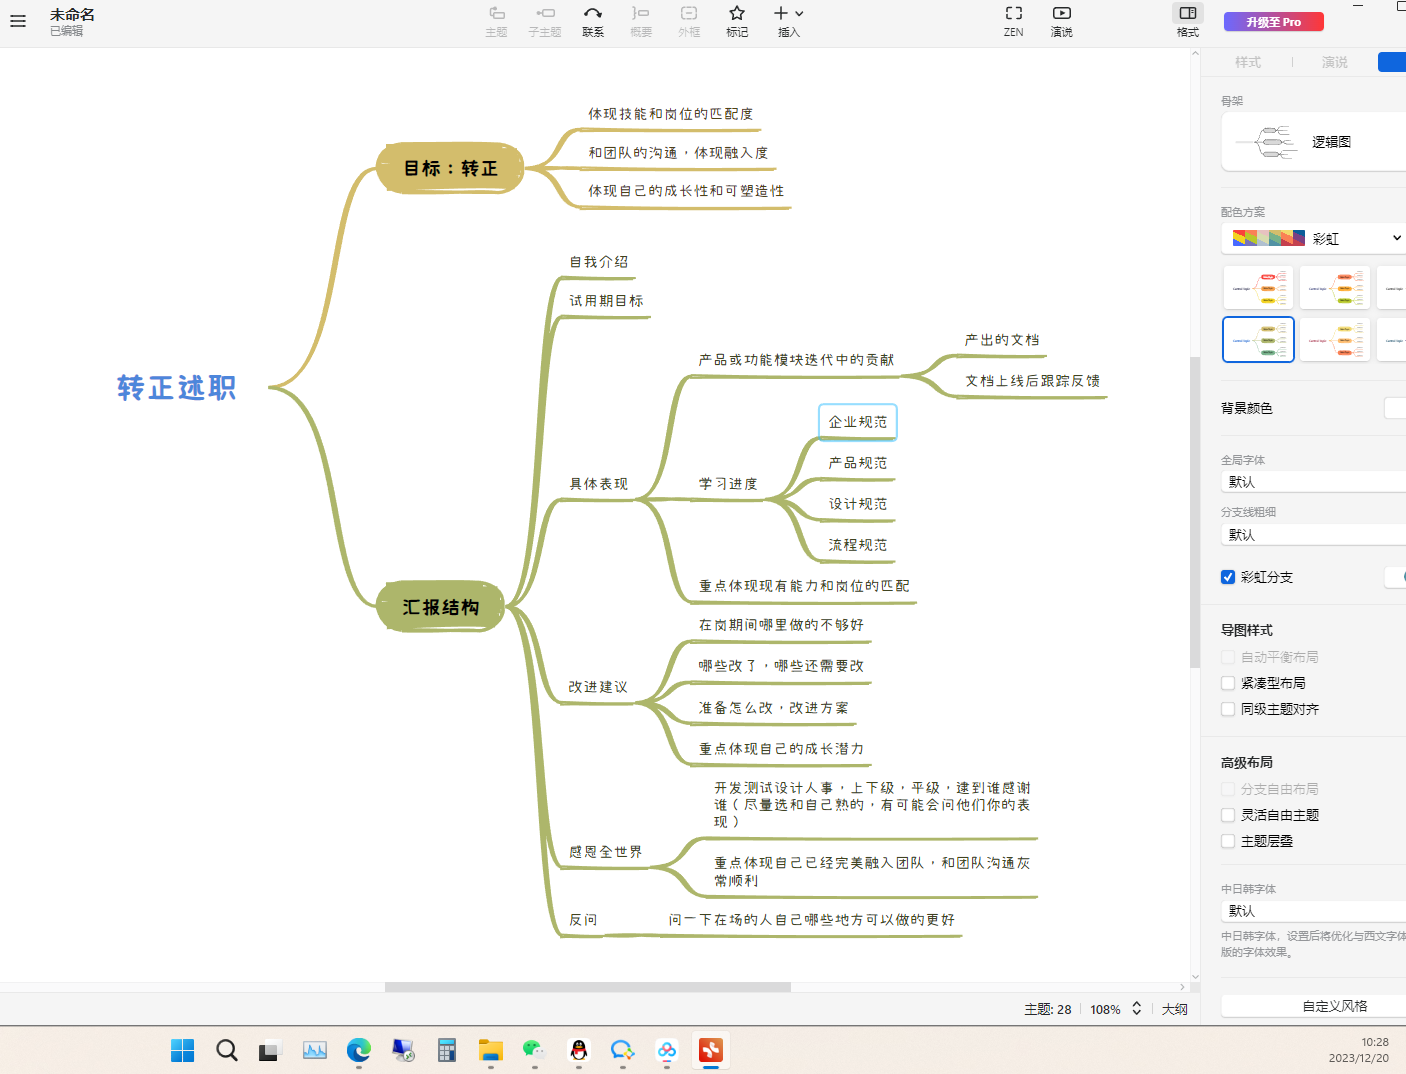 未命名
已编辑
主题
子主题
联系
概要
外框
标记
插入
ZEN
演说
格式
升级至 Pro
样式
演说
骨架
逻辑图
配色方案
彩虹
背景颜色
全局字体
默认
分支线粗细
默认
彩虹分支
导图样式
自动平衡布局
紧凑型布局
同级主题对齐
高级布局
分支自由布局
灵活自由主题
主题层叠
中日韩字体
默认
中日韩字体，设置后将优化与西文字体
版的字体效果。
自定义风格
转正述职
目标：转正
体现技能和岗位的匹配度
和团队的沟通，体现融入度
体现自己的成长性和可塑造性
汇报结构
自我介绍
试用期目标
具体表现
产品或功能模块迭代中的贡献
产出的文档
文档上线后跟踪反馈
学习进度
企业规范
产品规范
设计规范
流程规范
重点体现现有能力和岗位的匹配
改进建议
在岗期间哪里做的不够好
哪些改了，哪些还需要改
准备怎么改，改进方案
重点体现自己的成长潜力
感恩全世界
开发测试设计人事，上下级，平级，逮到谁感谢
谁（尽量选和自己熟的，有可能会问他们你的表
现）
重点体现自己已经完美融入团队，和团队沟通灰
常顺利
反问
问一下在场的人自己哪些地方可以做的更好
主题: 28
108%
大纲
10:28
2023/12/20